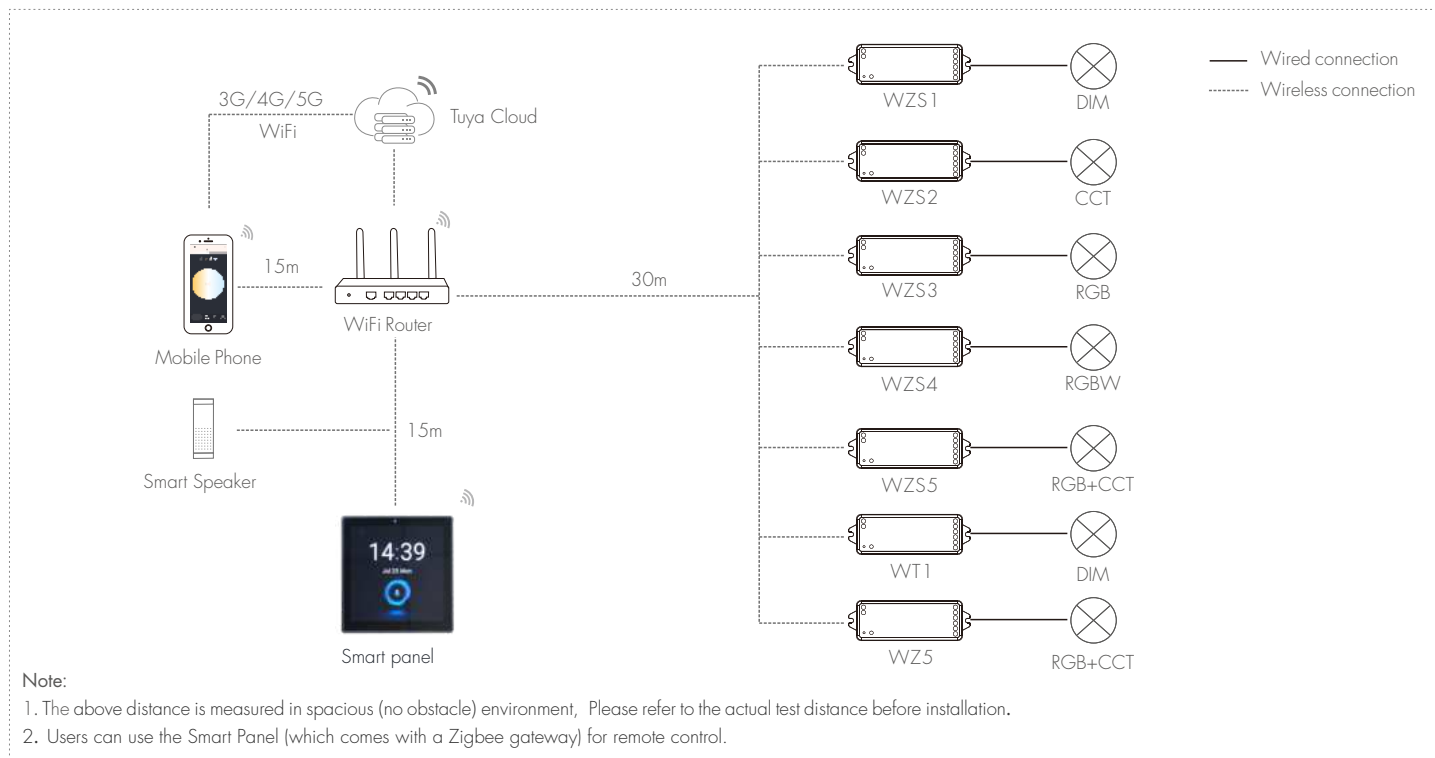 Wired connection
Wireless connection
3G/4G/5G
WiFi
Tuya Cloud
15m
WiFi Router
Mobile Phone
30m
Smart Speaker
15m
14:39
Jul 25 Mon
Smart panel
WZS1
DIM
WZS2
CCT
WZS3
RGB
WZS4
RGBW
WZS5
RGB+CCT
WT1
DIM
WZ5
RGB+CCT
Note:
1. The above distance is measured in spacious (no obstacle) environment, Please refer to the actual test distance before installation.
2. Users can use the Smart Panel (which comes with a Zigbee gateway) for remote control.